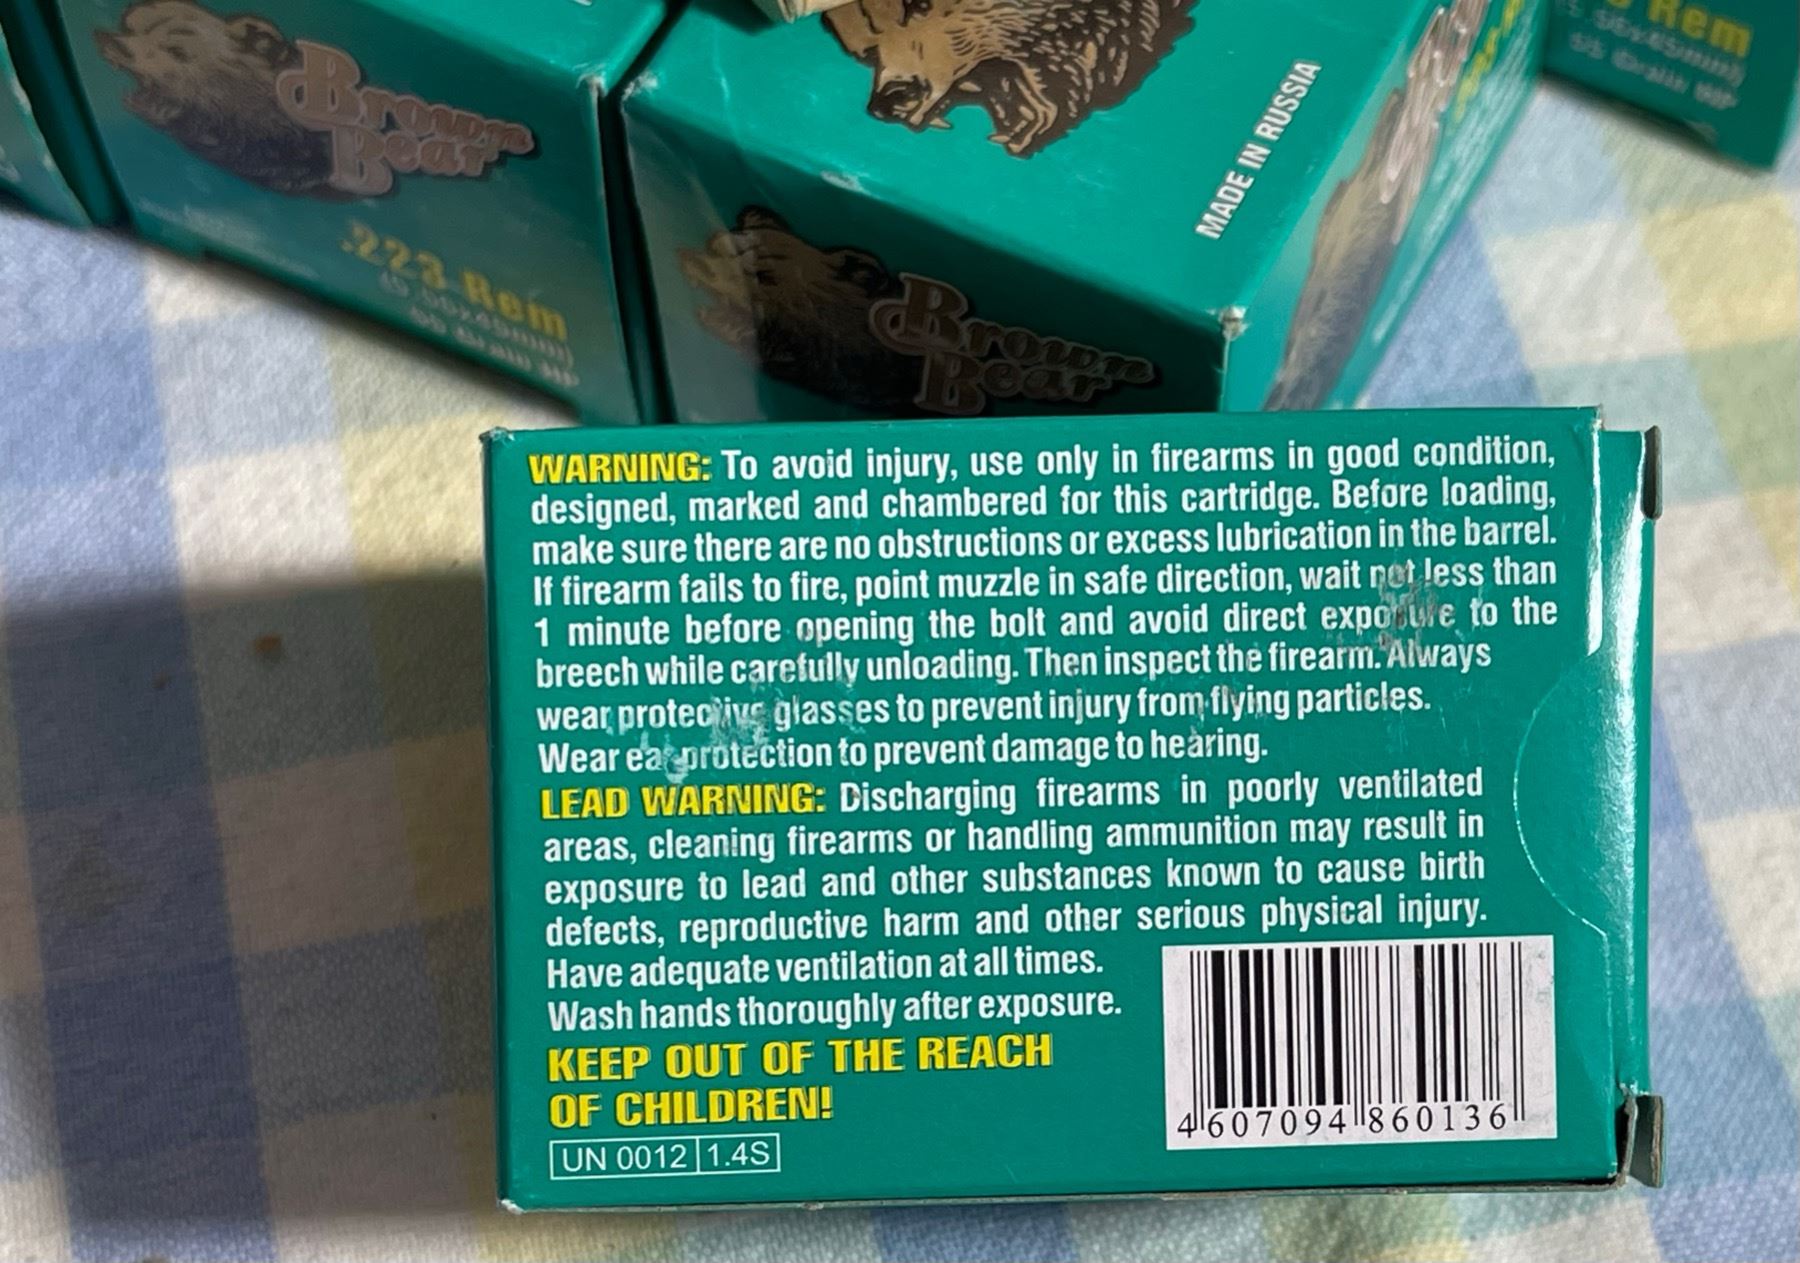 Brown
Bear
.223 Rem
MADE IN RUSSIA
Brown
Bear
Rem
55 Grain
WARNING: To avoid injury, use only in firearms in good condition,
designed, marked and chambered for this cartridge. Before loading,
make sure there are no obstructions or excess lubrication in the barrel.
If firearm fails to fire, point muzzle in safe direction, wait not less than
1 minute before opening the bolt and avoid direct exposure to the
breech while carefully unloading. Then inspect the firearm. Always
wear protective glasses to prevent injury from flying particles.
Wear ear protection to prevent damage to hearing.
LEAD WARNING: Discharging firearms in poorly ventilated
areas, cleaning firearms or handling ammunition may result in
exposure to lead and other substances known to cause birth
defects, reproductive harm and other serious physical injury.
Have adequate ventilation at all times.
Wash hands thoroughly after exposure.
KEEP OUT OF THE REACH
OF CHILDREN!
UN 0012 1.4S
4 607094 860136